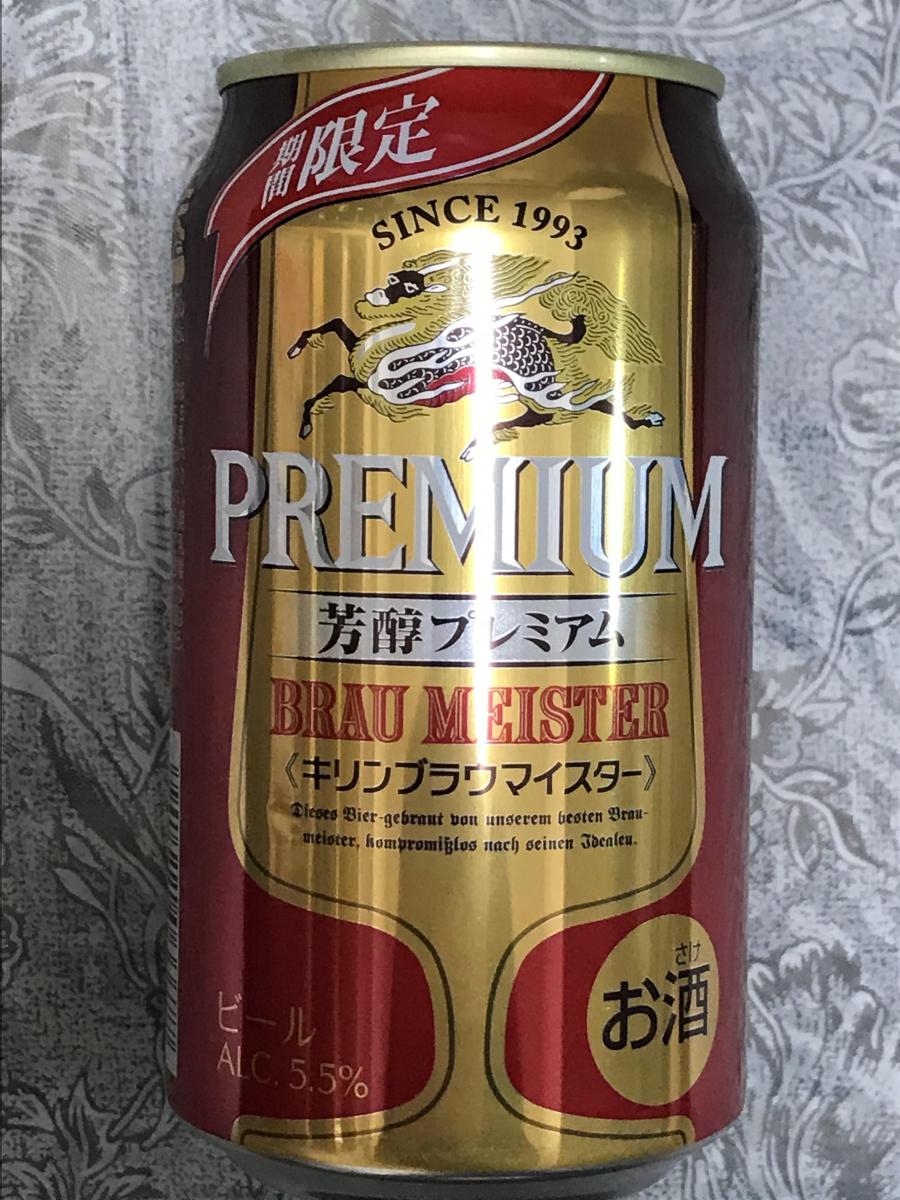 期間限定
SINCE 1993
PREMIUM
芳醇プレミアム
BRAU MEISTER
《キリンブラウマイスター》
Dieses Bier-gebraut von unserem besten Brau-
meister, kompromißlos nach seinen Idealen.
さけ
お酒
ビール
ALC. 5.5%